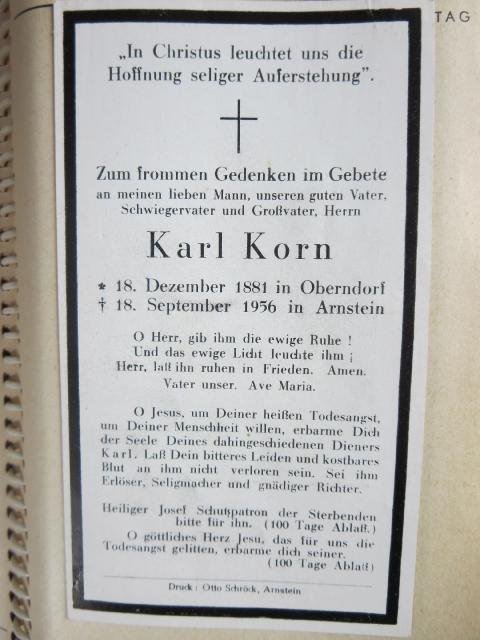 TAG
„In Christus leuchtet uns die
Hoffnung seliger Auferstehung”.
Zum frommen Gedenken im Gebete
an meinen lieben Mann, unseren guten Vater,
Schwiegervater und Großvater, Herrn
Karl Korn
* 18. Dezember 1881 in Oberndorf
† 18. September 1956 in Arnstein
O Herr, gib ihm die ewige Ruhe !
Und das ewige Licht leuchte ihm ¡
Herr, laß ihn ruhen in Frieden. Amen.
Vater unser. Ave Maria.
O Jesus, um Deiner heißen Todesangst,
um Deiner Menschheit willen, erbarme Dich
der Seele Deines dahingeschiedenen Dieners
Karl. Laß Dein bitteres Leiden und kostbares
Blut an ihm nicht verloren sein. Sei ihm
Erlöser, Seligmacher und gnädiger Richter.
Heiliger Josef Schutzpatron der Sterbenden
bitte für ihn. (100 Tage Ablaß.)
O göttliches Herz Jesu, das für uns die
Todesangst gelitten, erbarme dich seiner.
(100 Tage Ablaß)
Druck : Otto Schröck, Arnstein